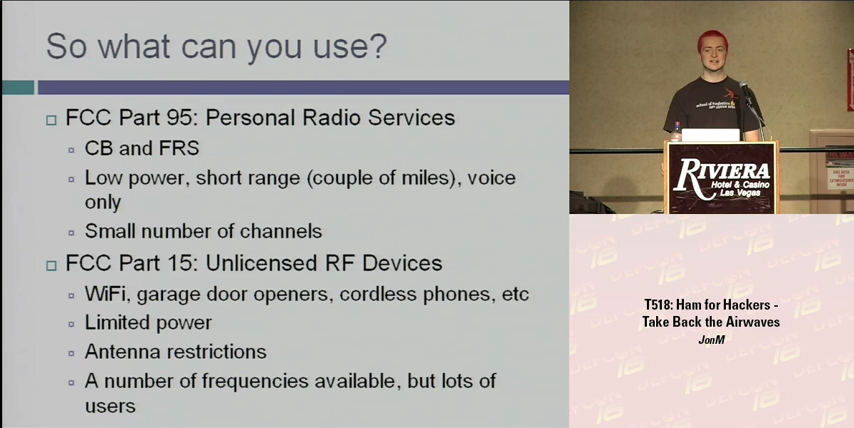 So what can you use?
FCC Part 95: Personal Radio Services
CB and FRS
Low power, short range (couple of miles), voice
only
Small number of channels
FCC Part 15: Unlicensed RF Devices
WiFi, garage door openers, cordless phones, etc
Limited power
Antenna restrictions
A number of frequencies available, but lots of
users
RIVIERA
Hotel & Casino
Las Vegas
DEFCON 16
T518: Ham for Hackers -
Take Back the Airwaves
JonM